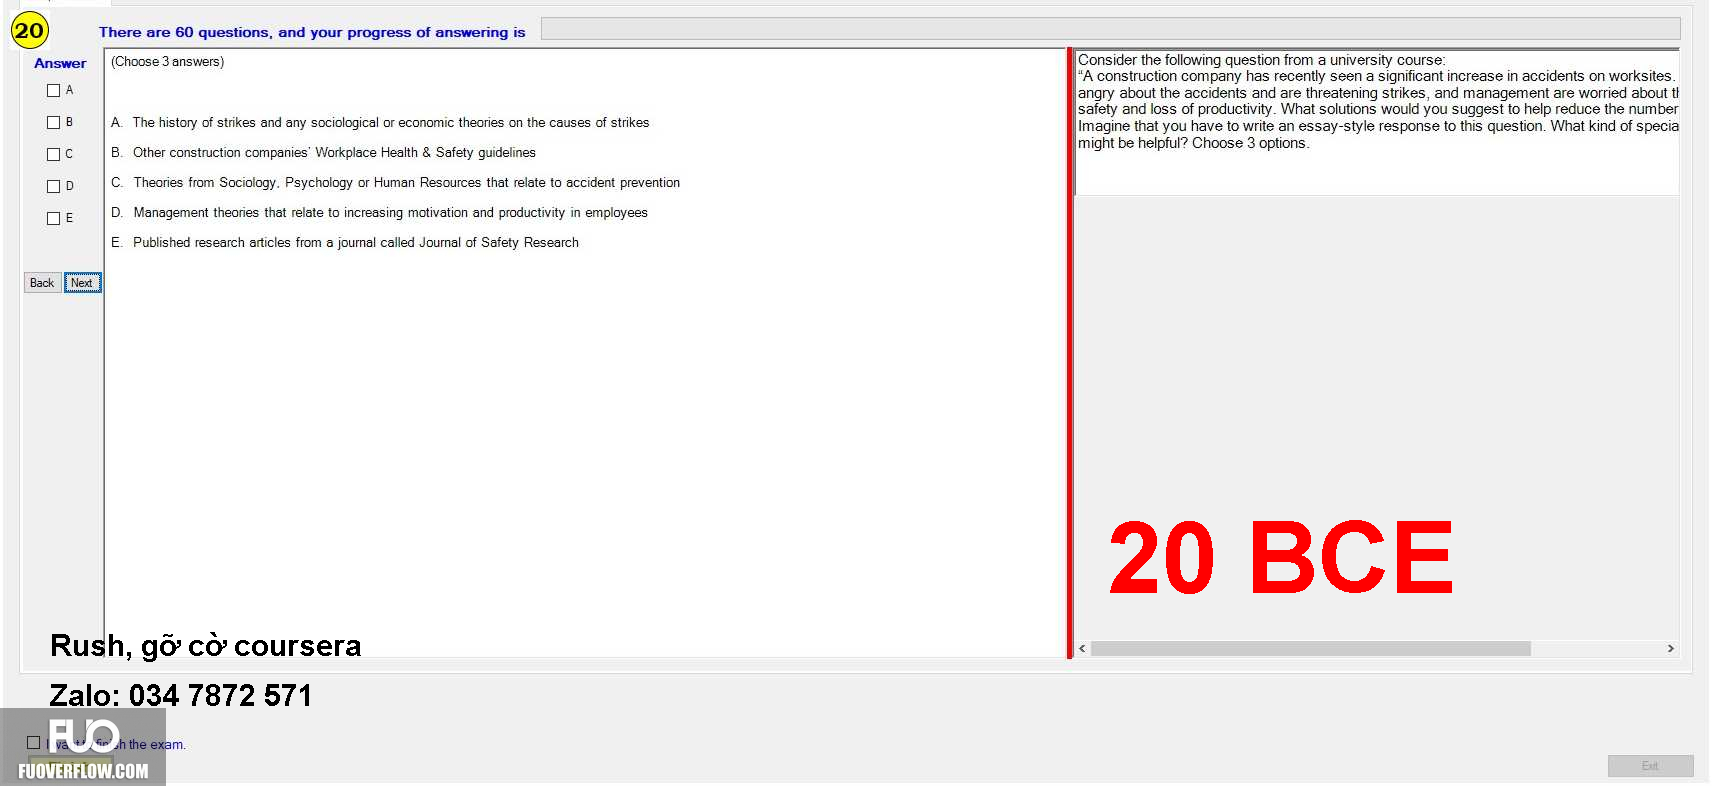 20
There are 60 questions, and your progress of answering is
Answer
A
B
C
D
E
Back Next
(Choose 3 answers)
A. The history of strikes and any sociological or economic theories on the causes of strikes
B. Other construction companies' Workplace Health & Safety guidelines
C. Theories from Sociology, Psychology or Human Resources that relate to accident prevention
D. Management theories that relate to increasing motivation and productivity in employees
E. Published research articles from a journal called Journal of Safety Research
Consider the following question from a university course:
“A construction company has recently seen a significant increase in accidents on worksites.
angry about the accidents and are threatening strikes, and management are worried about
safety and loss of productivity. What solutions would you suggest to help reduce the number
Imagine that you have to write an essay-style response to this question. What kind of
might be helpful? Choose 3 options.
20 BCE
Rush, gỡ cờ coursera
Zalo: 034 7872 571
I want to finish the exam.
FUO
FUOVERFLOW.COM
Exit